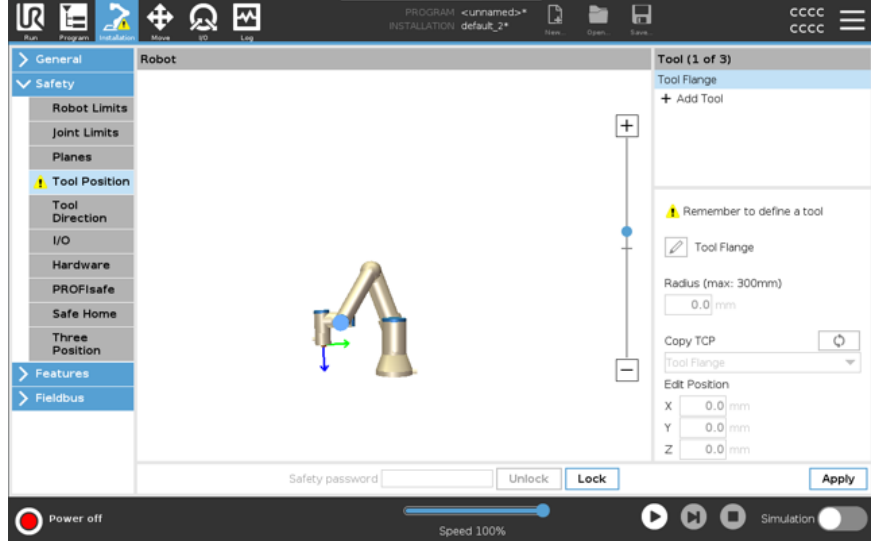 PROGRAM <unnamed>*
INSTALLATION default_2*
CCCC
CCCC
Run
Program
Installation
Move
I/O
Log
New...
Open...
Save...
General
Safety
Robot Limits
Joint Limits
Planes
Tool Position
Tool
Direction
I/O
Hardware
PROFIsafe
Safe Home
Three
Position
Features
Fieldbus
Robot
+
−
Safety password
Unlock
Lock
Tool (1 of 3)
Tool Flange
+ Add Tool
Remember to define a tool
Tool Flange
Radius (max: 300mm)
0.0 mm
Copy TCP
Tool Flange
Edit Position
X 0.0 mm
Y 0.0 mm
Z 0.0 mm
Apply
Power off
Speed 100%
Simulation